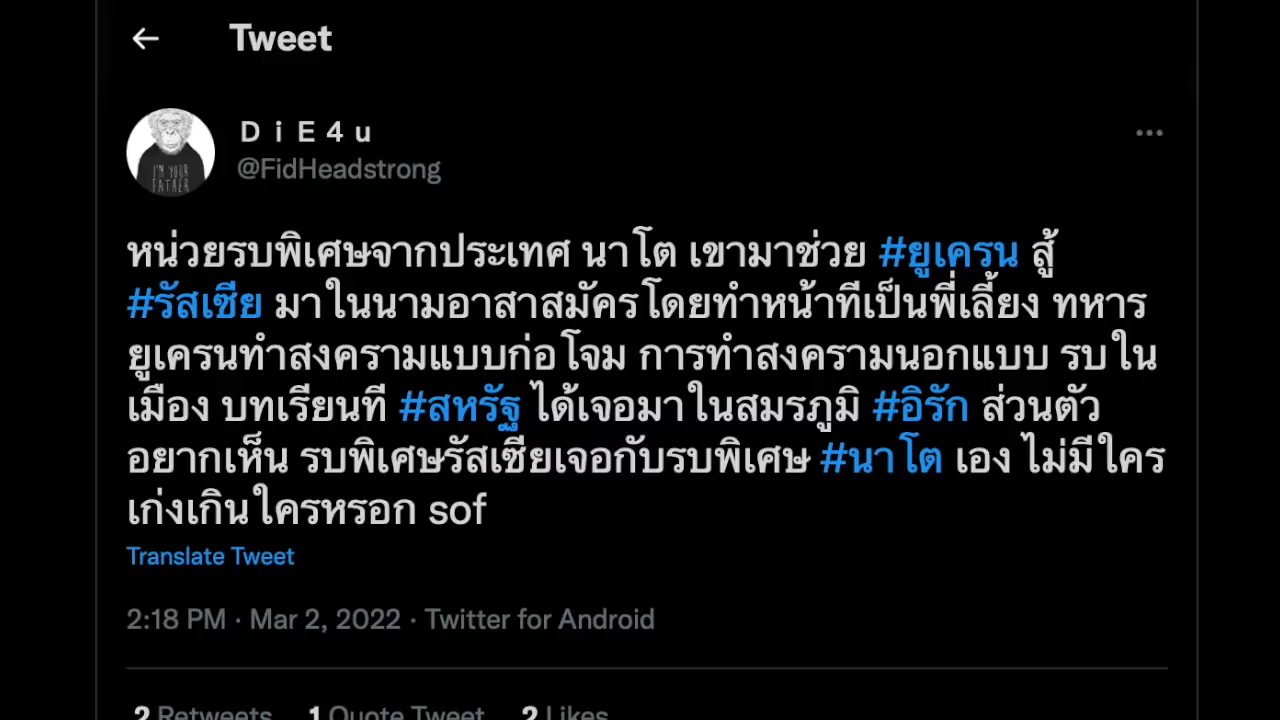 Tweet
D i E 4 u
@FidHeadstrong
I'M YOUR
FATHER
หน่วยรบพิเศษจากประเทศ นาโต เขามาช่วย #ยูเครน สู้
#รัสเซีย มาในนามอาสาสมัครโดยทำหน้าทีเป็นพี่เลี้ยง ทหาร
ยูเครนทำสงครามแบบก่อโจม การทำสงครามนอกแบบ รบใน
เมือง บทเรียนที #สหรัฐ ได้เจอมาในสมรภูมิ #อิรัก ส่วนตัว
อยากเห็น รบพิเศษรัสเซียเจอกับรบพิเศษ #นาโต เอง ไม่มีใคร
เก่งเกินใครหรอก sof
Translate Tweet
2:18 PM · Mar 2, 2022 · Twitter for Android
2 Retweets 1 Quote Tweet 2 Likes